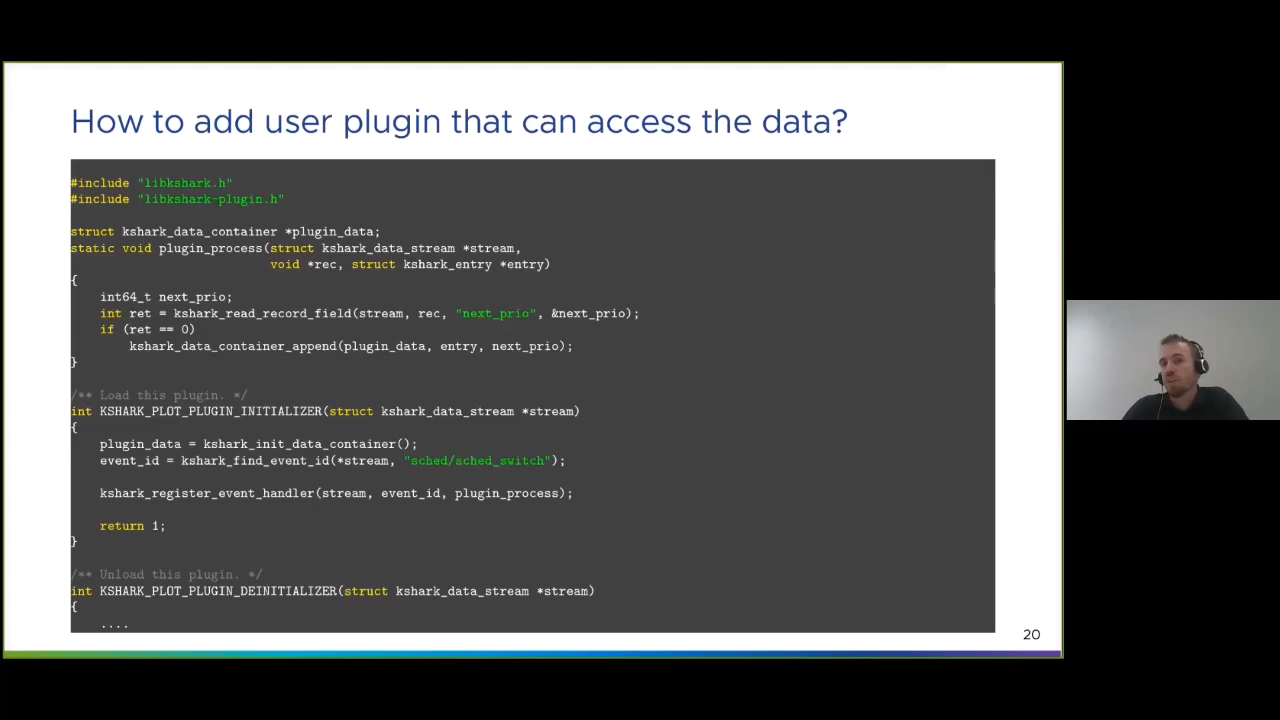 How to add user plugin that can access the data?
#include "libkshark.h"
#include "libkshark-plugin.h"
struct kshark_data_container *plugin_data;
static void plugin_process(struct kshark_data_stream *stream,
void *rec, struct kshark_entry *entry)
{
int64_t next_prio;
int ret = kshark_read_record_field(stream, rec, "next_prio", &next_prio);
if (ret == 0)
kshark_data_container_append(plugin_data, entry, next_prio);
}
/** Load this plugin. */
int KSHARK_PLOT_PLUGIN_INITIALIZER(struct kshark_data_stream *stream)
{
plugin_data = kshark_init_data_container();
event_id = kshark_find_event_id(*stream, "sched/sched_switch");
kshark_register_event_handler(stream, event_id, plugin_process);
return 1;
}
/** Unload this plugin. */
int KSHARK_PLOT_PLUGIN_DEINITIALIZER(struct kshark_data_stream *stream)
{
....
20